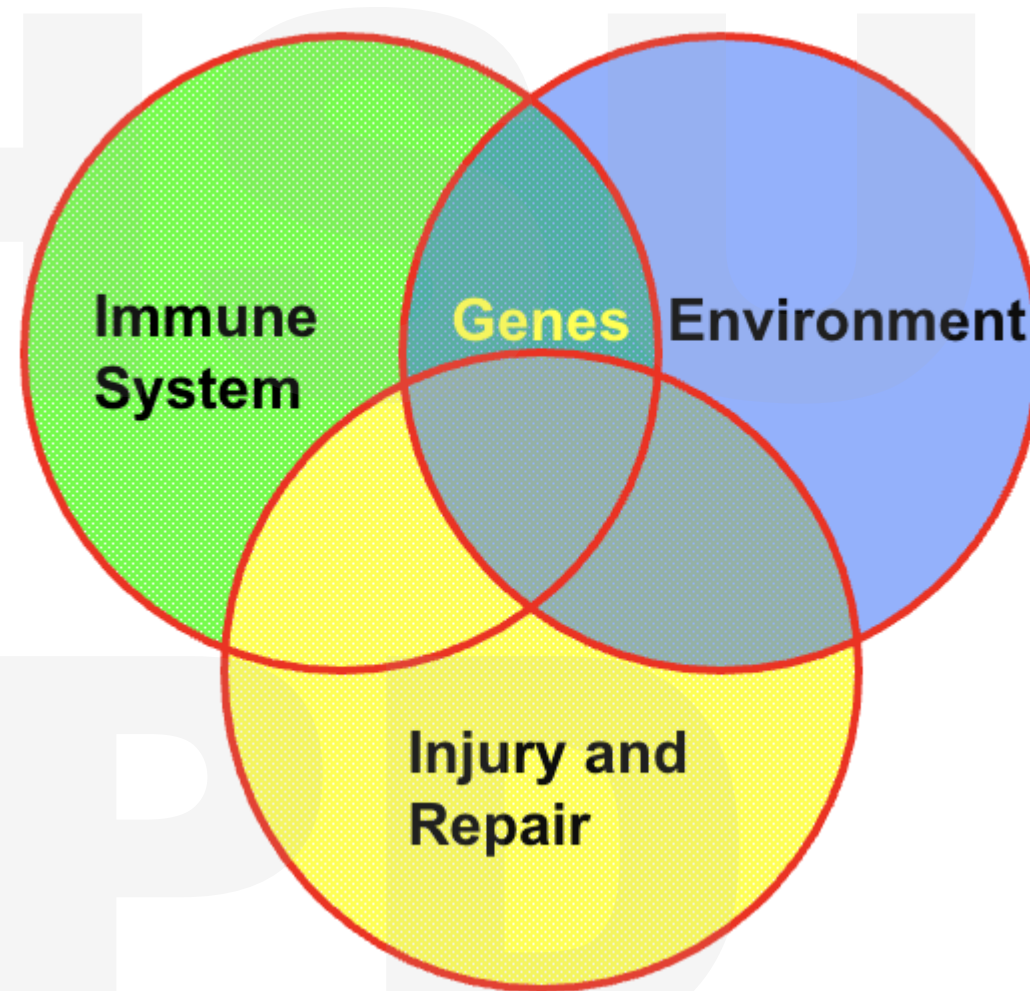 Immune
System
Genes
Environment
Injury and
Repair